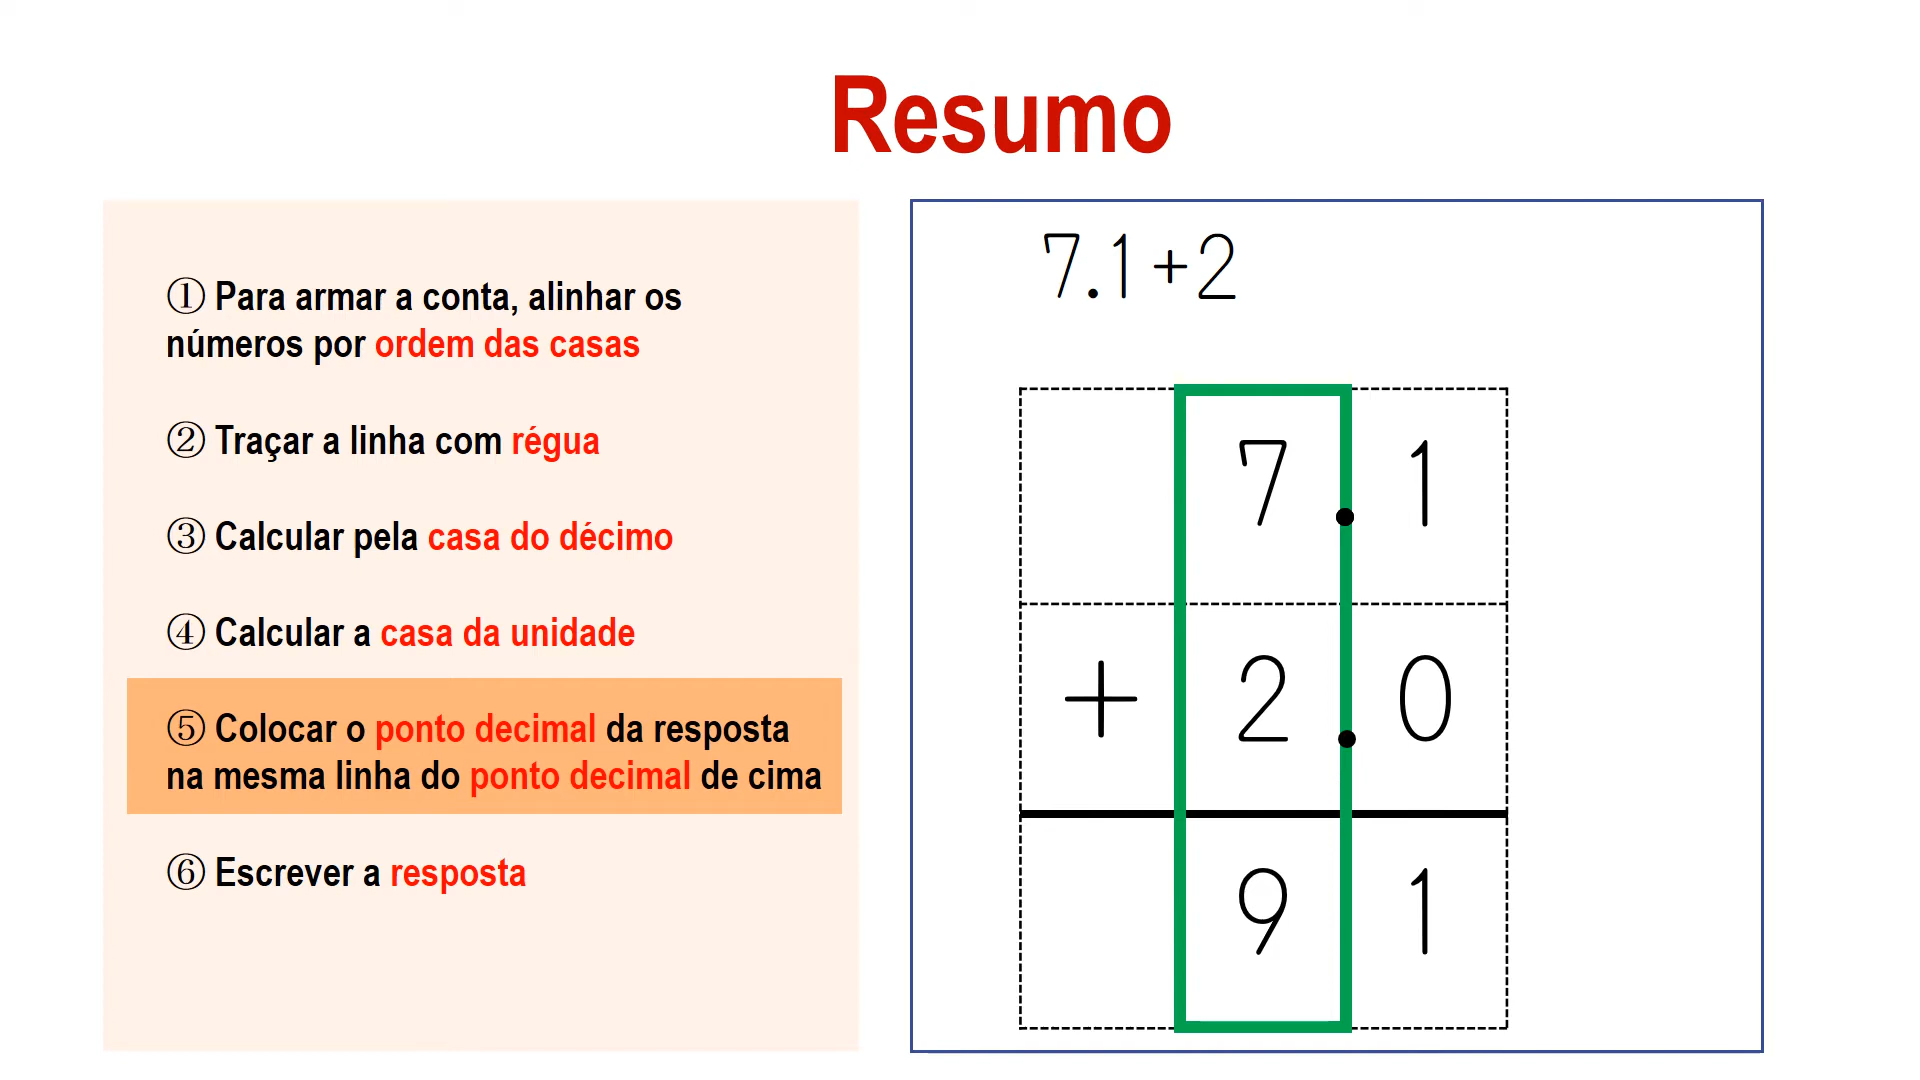 Resumo
① Para armar a conta, alinhar os
números por ordem das casas
② Traçar a linha com régua
③ Calcular pela casa do décimo
④ Calcular a casa da unidade
⑤ Colocar o ponto decimal da resposta
na mesma linha do ponto decimal de cima
⑥ Escrever a resposta
7.1+2
7.1
+ 2.0
9 1